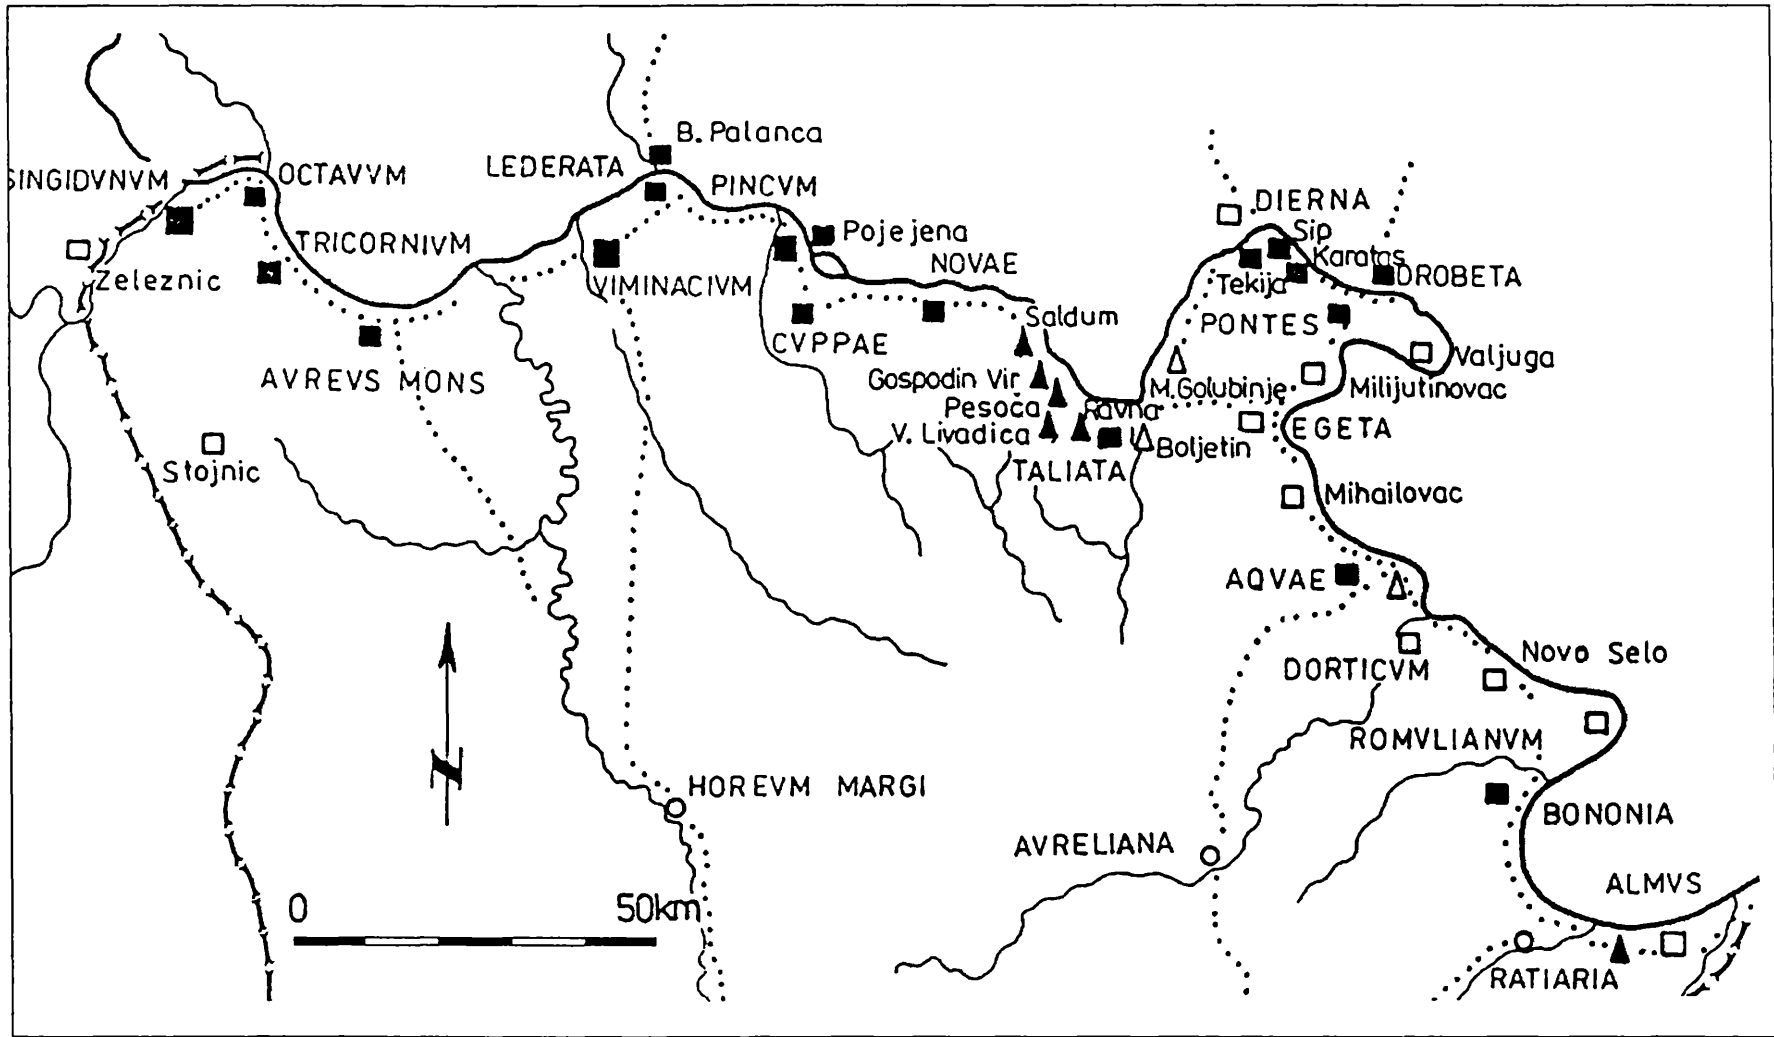 B. Palanca
SINGIDVNVM
OCTAVVM
LEDERATA
PINCVM
DIERNA
Sip
TRICORNIVM
Pojejena
Karatas
NOVAE
DROBETA
Zeleznic
VIMINACIVM
Tekija
Saldum
PONTES
CVPPAE
Valjuga
AVREVS MONS
Gospodin Vir
M. Golubinje
Milijutinovac
Pesoča
Ravna
V. Livadica
EGETA
Boljetin
Stojnic
TALIATA
Mihailovac
AQVAE
Novo Selo
DORTICVM
ROMVLIANVM
N
HOREVM MARGI
BONONIA
AVRELIANA
ALMVS
0 50km
RATIARIA